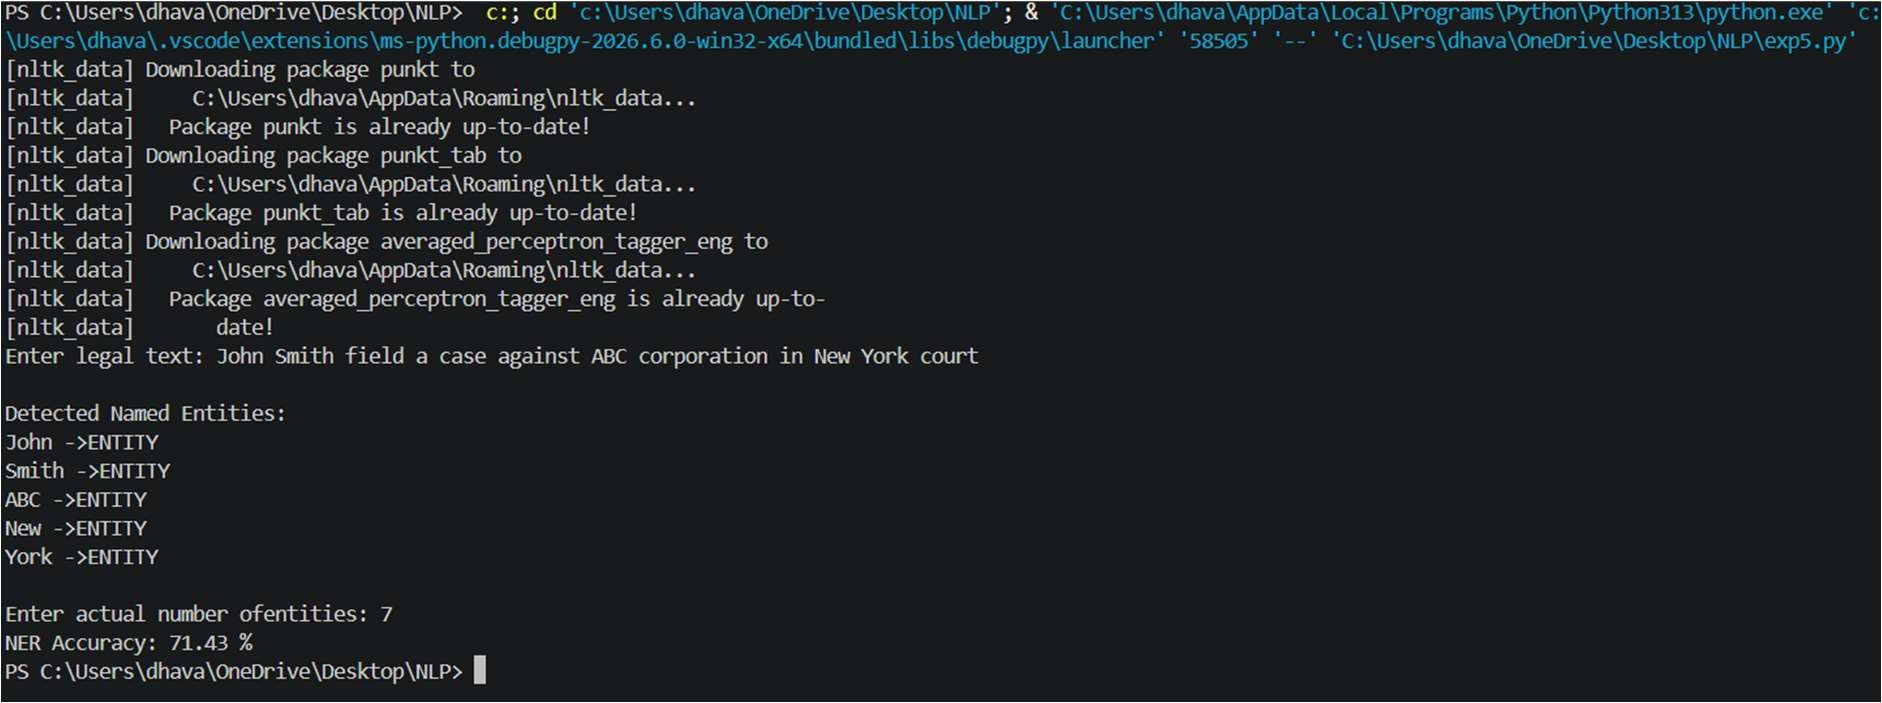 PS C:\Users\dhava\OneDrive\Desktop\NLP>  c:; cd 'c:\Users\dhava\OneDrive\Desktop\NLP'; & 'C:\Users\dhava\AppData\Local\Programs\Python\Python313\python.exe' 'c:
\Users\dhava\.vscode\extensions\ms-python.debugpy-2026.6.0-win32-x64\bundled\libs\debugpy\launcher' '58505' '--' 'C:\Users\dhava\OneDrive\Desktop\NLP\exp5.py'
[nltk_data] Downloading package punkt to
[nltk_data]     C:\Users\dhava\AppData\Roaming\nltk_data...
[nltk_data]   Package punkt is already up-to-date!
[nltk_data] Downloading package punkt_tab to
[nltk_data]     C:\Users\dhava\AppData\Roaming\nltk_data...
[nltk_data]   Package punkt_tab is already up-to-date!
[nltk_data] Downloading package averaged_perceptron_tagger_eng to
[nltk_data]     C:\Users\dhava\AppData\Roaming\nltk_data...
[nltk_data]   Package averaged_perceptron_tagger_eng is already up-to-
[nltk_data]       date!
Enter legal text: John Smith field a case against ABC corporation in New York court

Detected Named Entities:
John ->ENTITY
Smith ->ENTITY
ABC ->ENTITY
New ->ENTITY
York ->ENTITY

Enter actual number ofentities: 7
NER Accuracy: 71.43 %
PS C:\Users\dhava\OneDrive\Desktop\NLP>